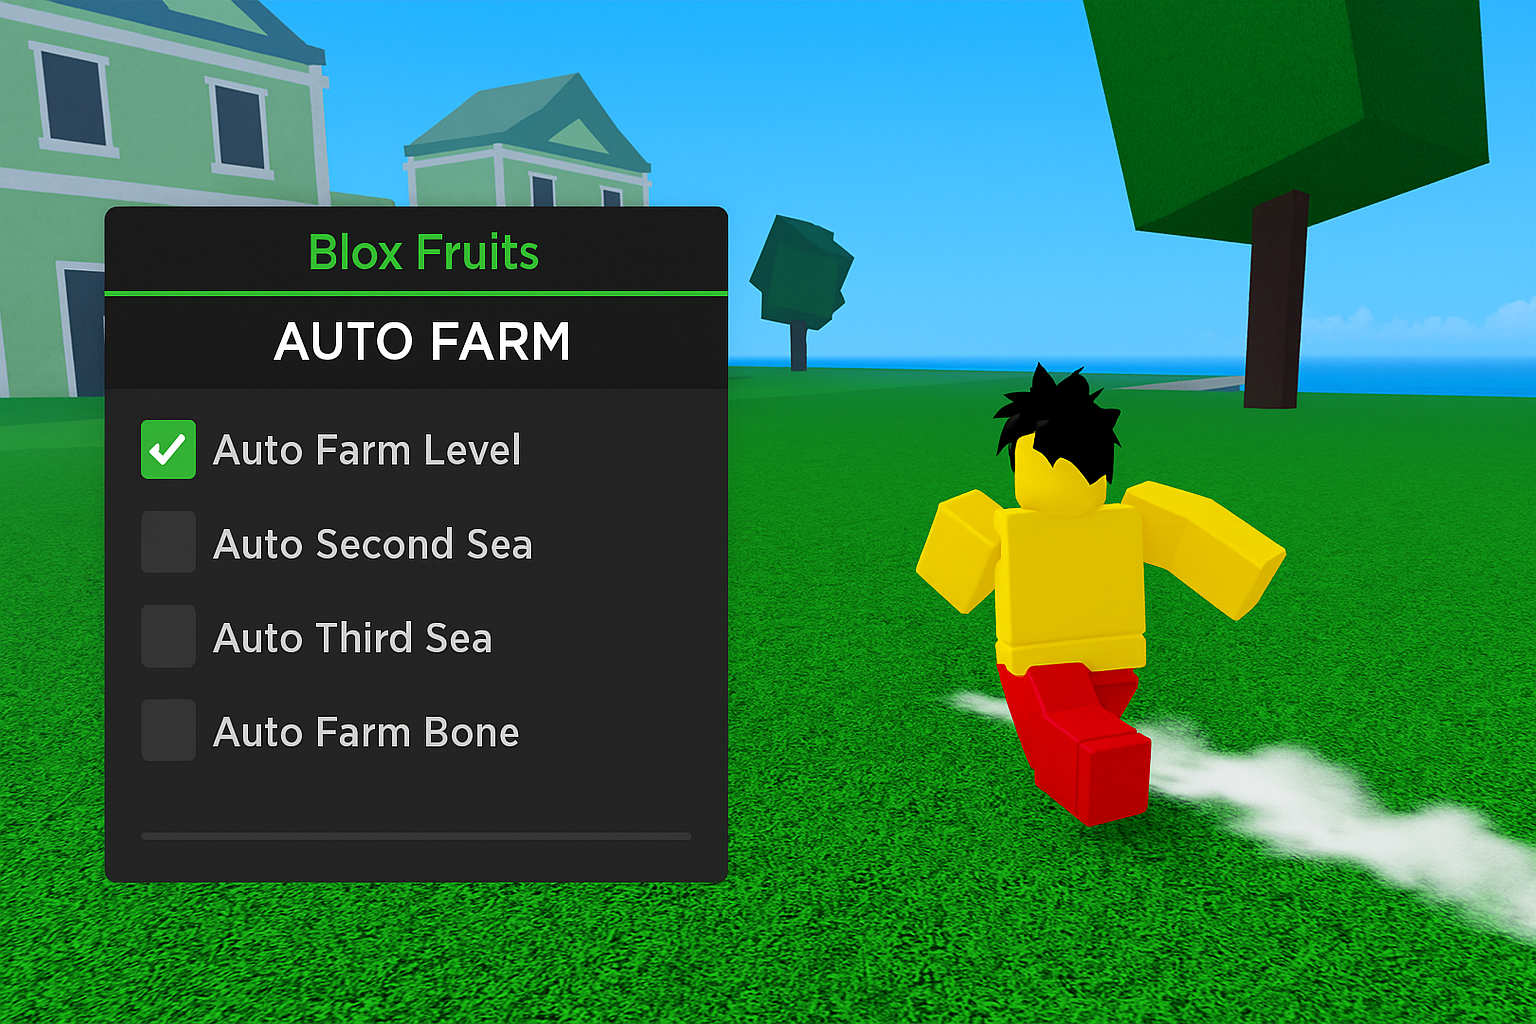 Blox Fruits
AUTO FARM
Auto Farm Level
Auto Second Sea
Auto Third Sea
Auto Farm Bone